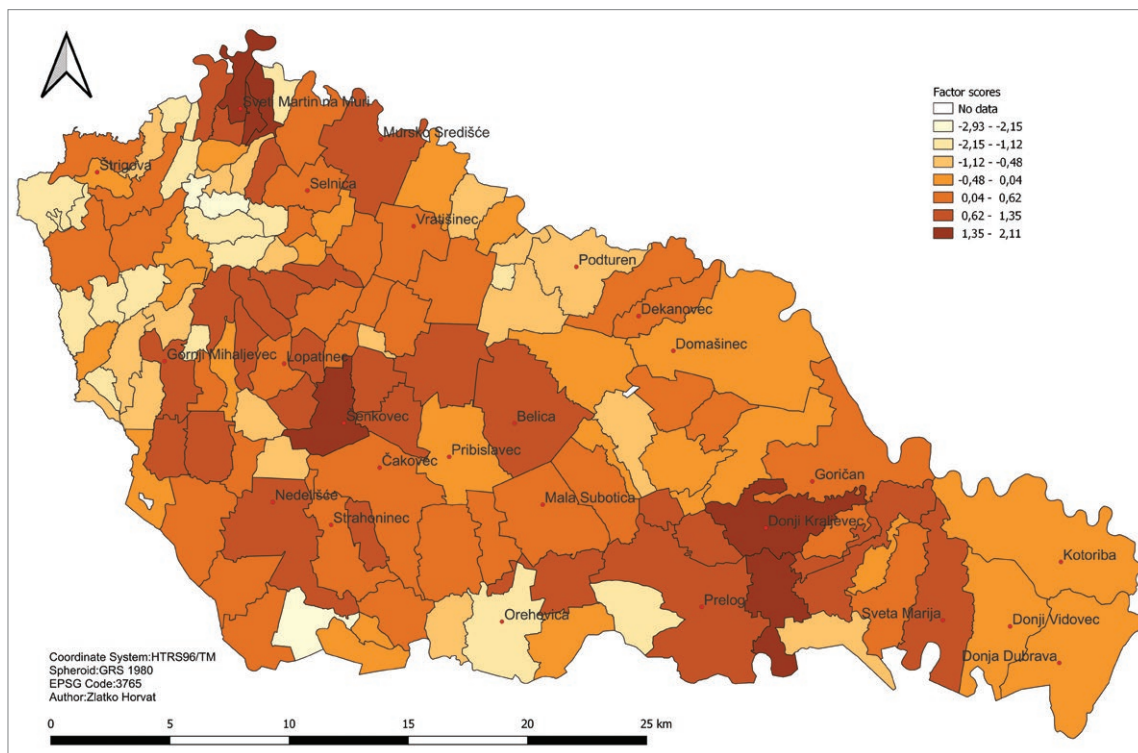 Sveti Martin na Muri
Mursko Središće
Štrigova
Selnica
Vratišinec
Podturen
Dekanovec
Domašinec
Gornji Mihaljevec
Lopatinec
Šenkovec
Belica
Pribislavec
Čakovec
Goričan
Nedelišće
Mala Subotica
Strahoninec
Donji Kraljevec
Kotoriba
Prelog
Orehovica
Sveta Marija
Donji Vidovec
Donja Dubrava
Factor scores
No data
-2,93 - -2,15
-2,15 - -1,12
-1,12 - -0,48
-0,48 - 0,04
0,04 - 0,62
0,62 - 1,35
1,35 - 2,11
Coordinate System:HTRS96/TM
Spheroid:GRS 1980
EPSG Code:3765
Author:Zlatko Horvat
0 5 10 15 20 25 km